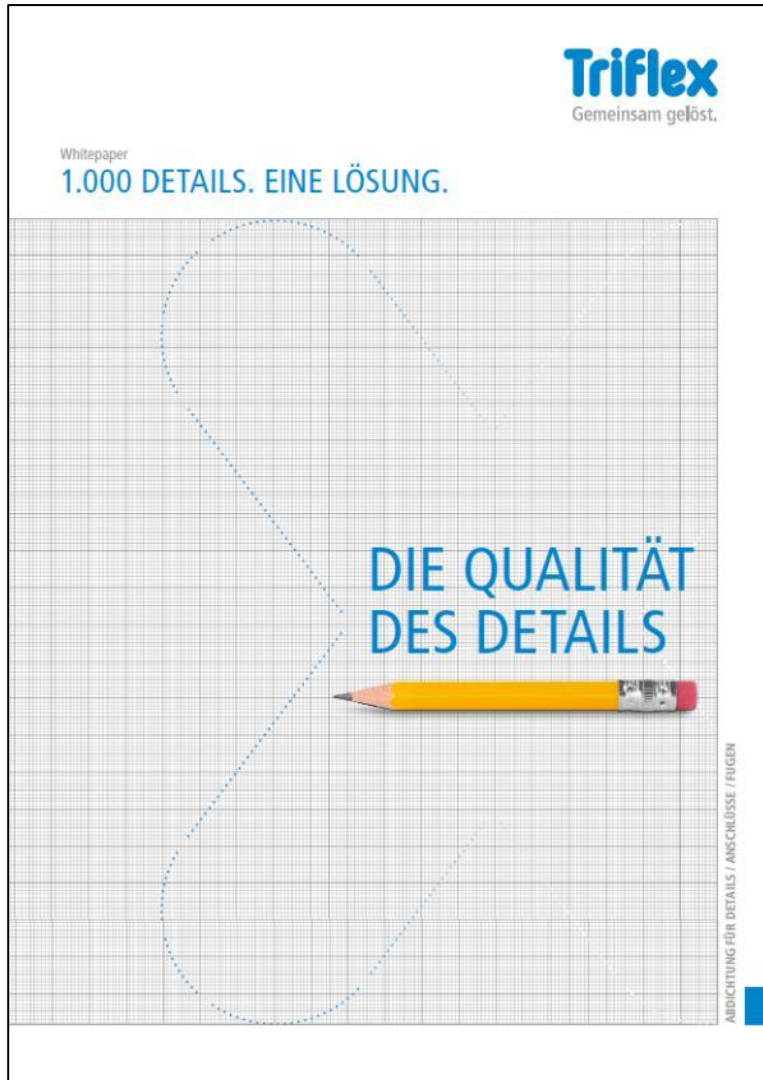 Triflex
Gemeinsam gelöst.
Whitepaper
1.000 DETAILS. EINE LÖSUNG.
DIE QUALITÄT
DES DETAILS
ABDICHTUNG FÜR DETAILS / ANSCHLÜSSE / FUGEN